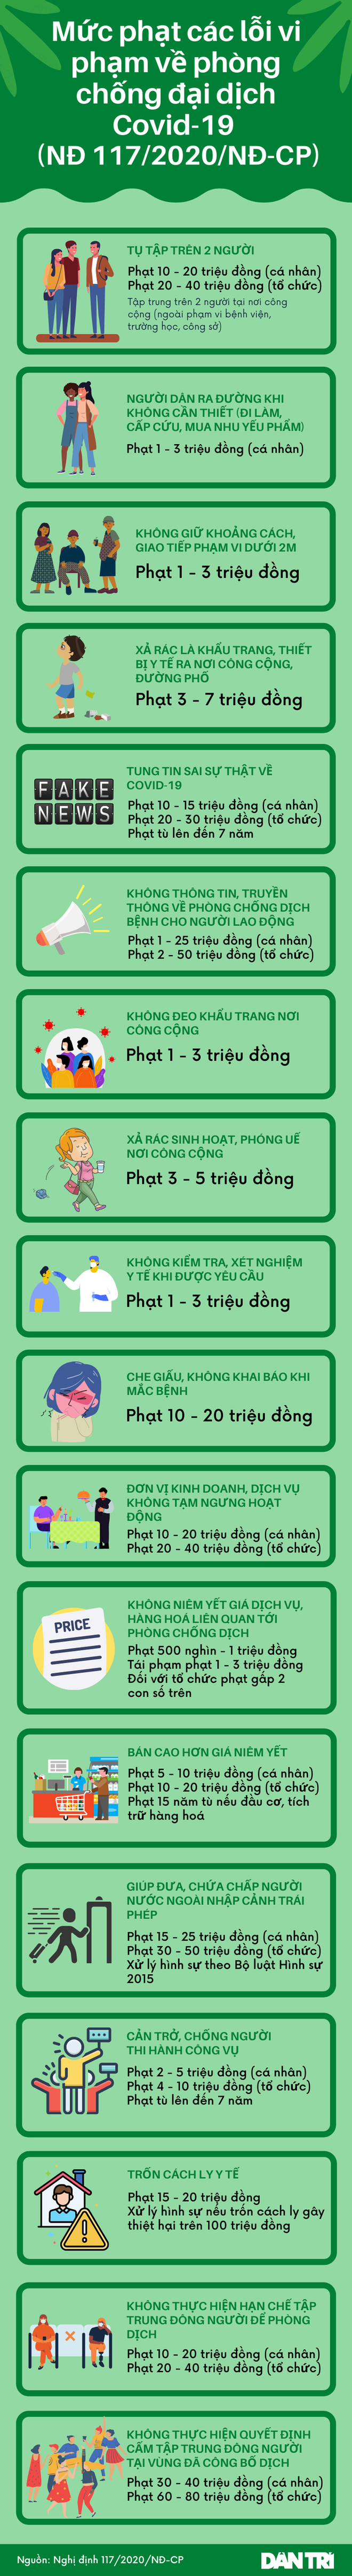 Mức phạt các lỗi vi
phạm về phòng
chống đại dịch
Covid-19
(NĐ 117/2020/NĐ-CP)
TỤ TẬP TRÊN 2 NGƯỜI
Phạt 10 - 20 triệu đồng (cá nhân)
Phạt 20 - 40 triệu đồng (tổ chức)
Tập trung trên 2 người tại nơi công
cộng (ngoài phạm vi bệnh viện,
trường học, công sở)
NGƯỜI DÂN RA ĐƯỜNG KHI
KHÔNG CẦN THIẾT (ĐI LÀM,
CẤP CỨU, MUA NHU YẾU PHẨM)
Phạt 1 - 3 triệu đồng (cá nhân)
KHÔNG GIỮ KHOẢNG CÁCH,
GIAO TIẾP PHẠM VI DƯỚI 2M
Phạt 1 - 3 triệu đồng
XẢ RÁC LÀ KHẨU TRANG, THIẾT
BỊ Y TẾ RA NƠI CÔNG CỘNG,
ĐƯỜNG PHỐ
Phạt 3 - 7 triệu đồng
FAKE
NEWS
TUNG TIN SAI SỰ THẬT VỀ
COVID-19
Phạt 10 - 15 triệu đồng (cá nhân)
Phạt 20 - 30 triệu đồng (tổ chức)
Phạt tù lên đến 7 năm
KHÔNG THÔNG TIN, TRUYỀN
THÔNG VỀ PHÒNG CHỐNG DỊCH
BỆNH CHO NGƯỜI LAO ĐỘNG
Phạt 1 - 25 triệu đồng (cá nhân)
Phạt 2 - 50 triệu đồng (tổ chức)
KHÔNG ĐEO KHẨU TRANG NƠI
CÔNG CỘNG
Phạt 1 - 3 triệu đồng
XẢ RÁC SINH HOẠT, PHÓNG UẾ
NƠI CÔNG CỘNG
Phạt 3 - 5 triệu đồng
KHÔNG KIỂM TRA, XÉT NGHIỆM
Y TẾ KHI ĐƯỢC YÊU CẦU
Phạt 1 - 3 triệu đồng
CHE GIẤU, KHÔNG KHAI BÁO KHI
MẮC BỆNH
Phạt 10 - 20 triệu đồng
ĐƠN VỊ KINH DOANH, DỊCH VỤ
KHÔNG TẠM NGƯNG HOẠT
ĐỘNG
Phạt 10 - 20 triệu đồng (cá nhân)
Phạt 20 - 40 triệu đồng (tổ chức)
PRICE
KHÔNG NIÊM YẾT GIÁ DỊCH VỤ,
HÀNG HOÁ LIÊN QUAN TỚI
PHÒNG CHỐNG DỊCH
Phạt 500 nghìn - 1 triệu đồng
Tái phạm phạt 1 - 3 triệu đồng
Đối với tổ chức phạt gấp 2
con số trên
BÁN CAO HƠN GIÁ NIÊM YẾT
Phạt 5 - 10 triệu đồng (cá nhân)
Phạt 10 - 20 triệu đồng (tổ chức)
Phạt 15 năm tù nếu đầu cơ, tích
trữ hàng hoá
GIÚP ĐƯA, CHỨA CHẤP NGƯỜI
NƯỚC NGOÀI NHẬP CẢNH TRÁI
PHÉP
Phạt 15 - 25 triệu đồng (cá nhân)
Phạt 30 - 50 triệu đồng (tổ chức)
Xử lý hình sự theo Bộ luật Hình sự
2015
CẢN TRỞ, CHỐNG NGƯỜI
THI HÀNH CÔNG VỤ
Phạt 2 - 5 triệu đồng (cá nhân)
Phạt 4 - 10 triệu đồng (tổ chức)
Phạt tù lên đến 7 năm
TRỐN CÁCH LY Y TẾ
Phạt 15 - 20 triệu đồng
Xử lý hình sự nếu trốn cách ly gây
thiệt hại trên 100 triệu đồng
KHÔNG THỰC HIỆN HẠN CHẾ TẬP
TRUNG ĐÔNG NGƯỜI ĐỂ PHÒNG
DỊCH
Phạt 10 - 20 triệu đồng (cá nhân)
Phạt 20 - 40 triệu đồng (tổ chức)
KHÔNG THỰC HIỆN QUYẾT ĐỊNH
CẤM TẬP TRUNG ĐÔNG NGƯỜI
TẠI VÙNG ĐÃ CÔNG BỐ DỊCH
Phạt 30 - 40 triệu đồng (cá nhân)
Phạt 60 - 80 triệu đồng (tổ chức)
Nguồn: Nghị định 117/2020/NĐ-CP
DÂN TRÍ